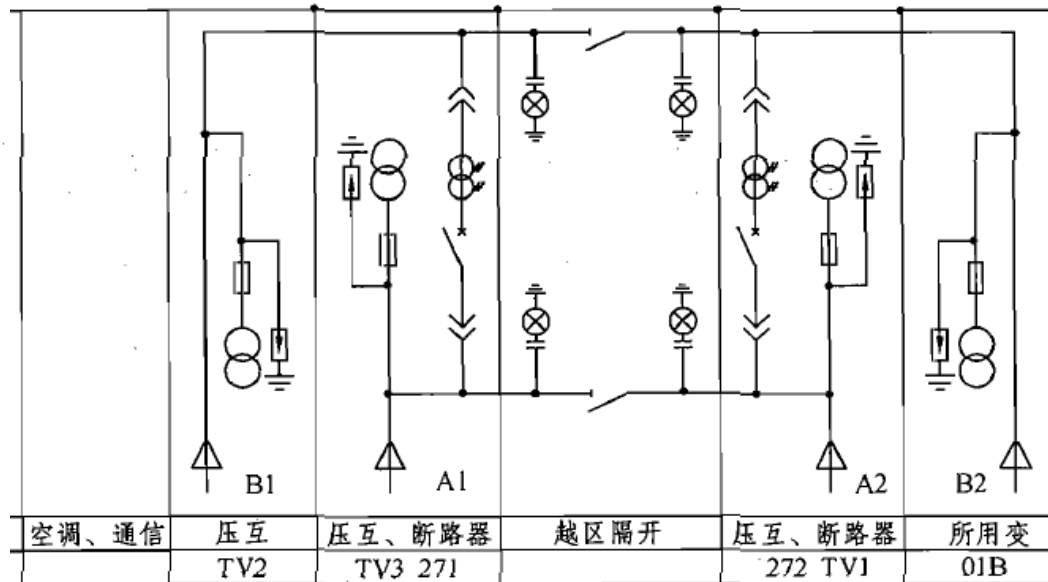 B1
A1
A2
B2
空调、通信 压互 压互、断路器 越区隔开 压互、断路器 所用变
TV2 TV3 271 272 TV1 01B